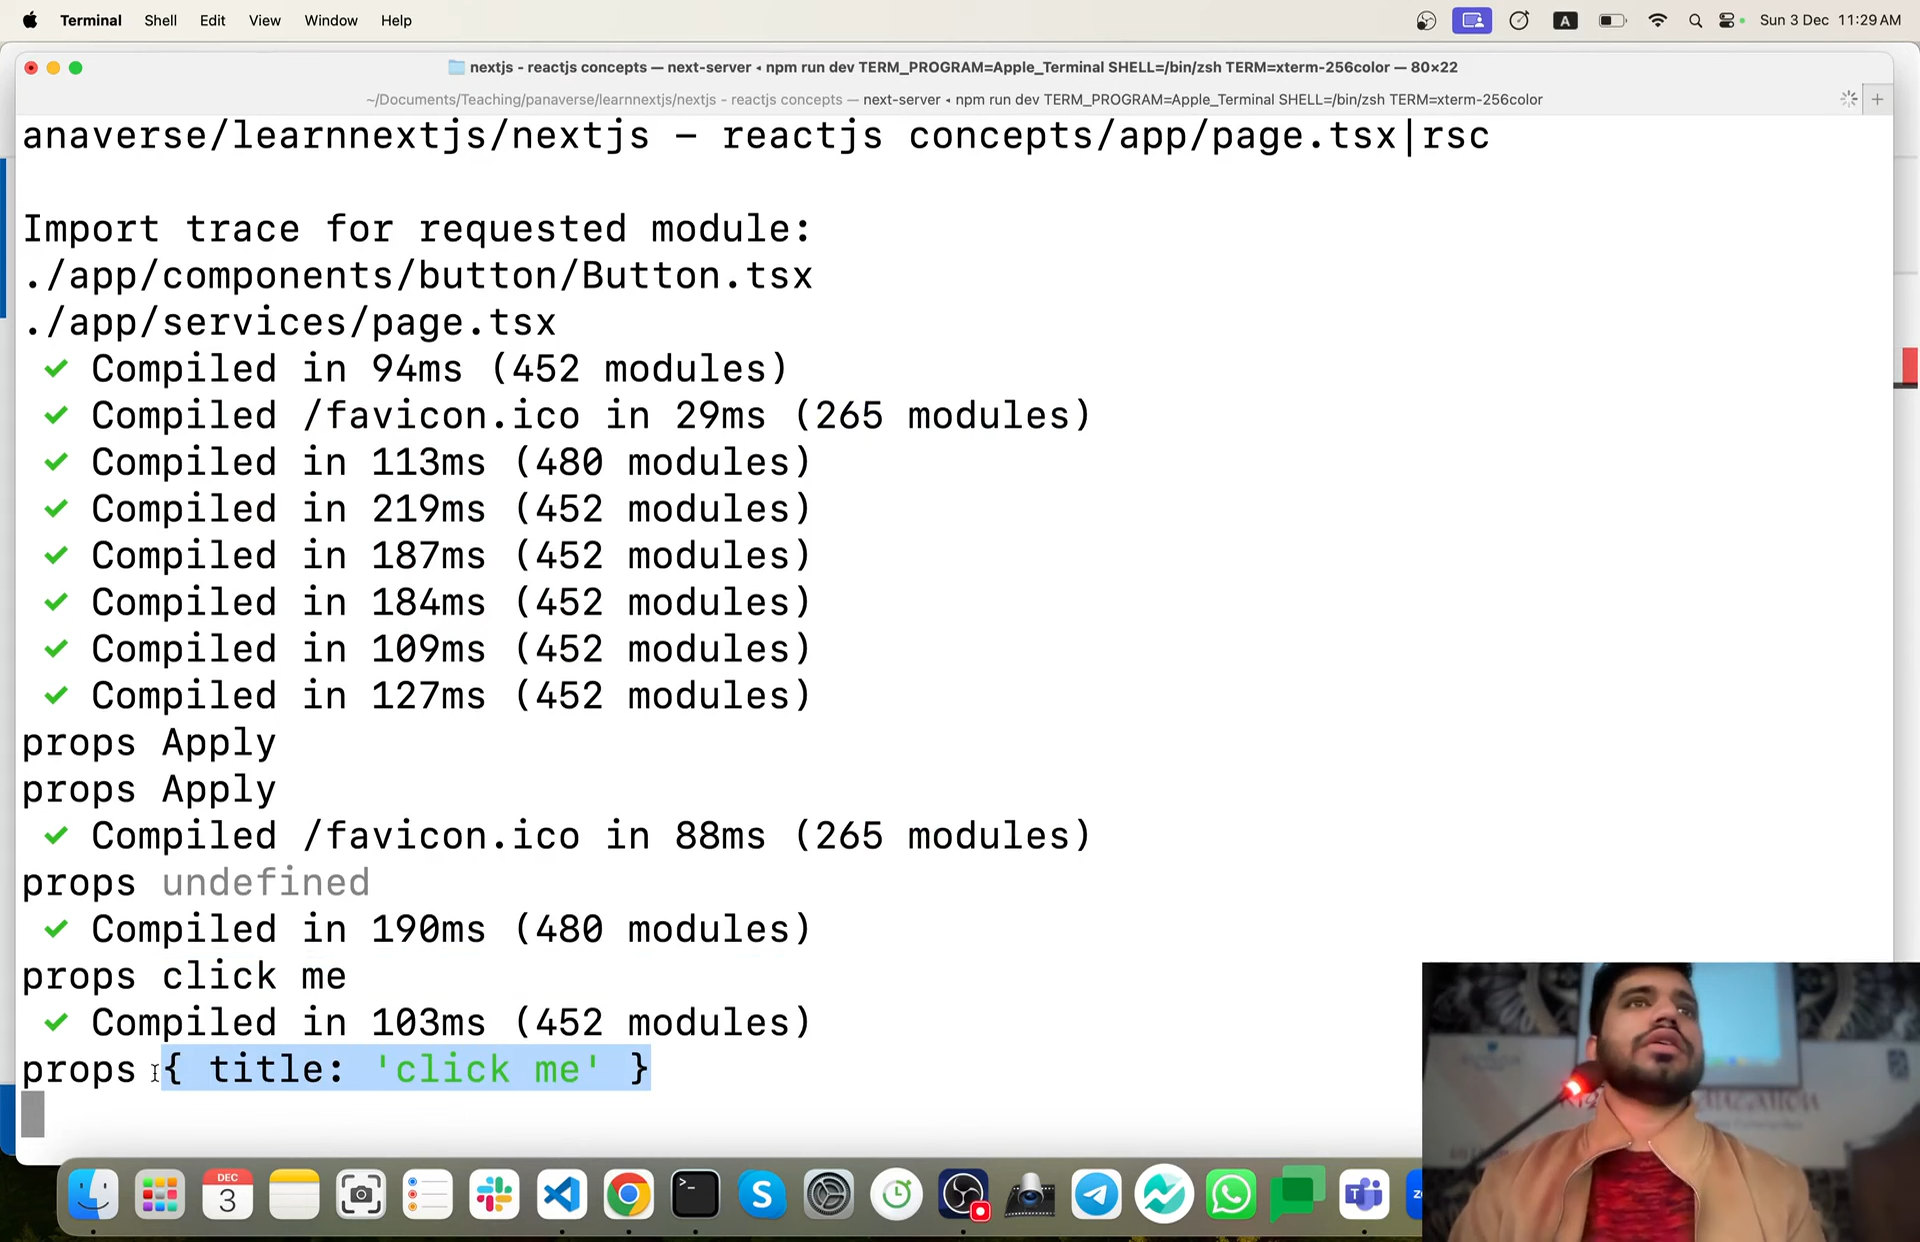 Terminal Shell Edit View Window Help A Sun 3 Dec 11:29 AM
nextjs - reactjs concepts — next-server ◂ npm run dev TERM_PROGRAM=Apple_Terminal SHELL=/bin/zsh TERM=xterm-256color — 80×22
~/Documents/Teaching/panaverse/learnnextjs/nextjs - reactjs concepts — next-server ◂ npm run dev TERM_PROGRAM=Apple_Terminal SHELL=/bin/zsh TERM=xterm-256color
anaverse/learnnextjs/nextjs – reactjs concepts/app/page.tsx|rsc
Import trace for requested module:
./app/components/button/Button.tsx
./app/services/page.tsx
✓ Compiled in 94ms (452 modules)
✓ Compiled /favicon.ico in 29ms (265 modules)
✓ Compiled in 113ms (480 modules)
✓ Compiled in 219ms (452 modules)
✓ Compiled in 187ms (452 modules)
✓ Compiled in 184ms (452 modules)
✓ Compiled in 109ms (452 modules)
✓ Compiled in 127ms (452 modules)
props Apply
props Apply
✓ Compiled /favicon.ico in 88ms (265 modules)
props undefined
✓ Compiled in 190ms (480 modules)
props click me
✓ Compiled in 103ms (452 modules)
props { title: 'click me' }
DEC
3